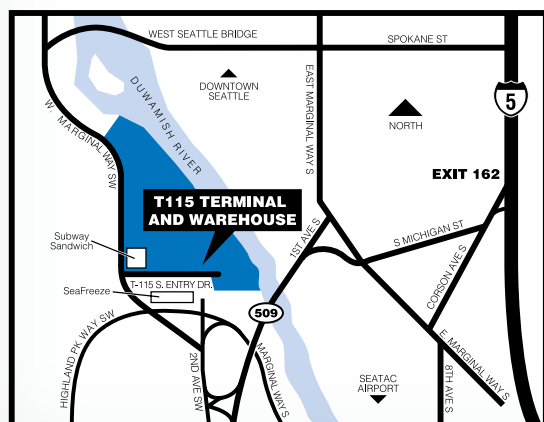 WEST SEATTLE BRIDGE
SPOKANE ST
DOWNTOWN
SEATTLE
DUWAMISH RIVER
EAST MARGINAL WAY S
NORTH
5
W. MARGINAL WAY SW
EXIT 162
T115 TERMINAL
AND WAREHOUSE
1ST AVE S
S MICHIGAN ST
Subway
Sandwich
CORSON AVE S
T-115 S. ENTRY DR.
SeaFreeze
509
HIGHLAND PK WAY SW
2ND AVE SW
MARGINAL WAY S
E. MARGINAL WAY S
SEATAC
AIRPORT
8TH AVE S